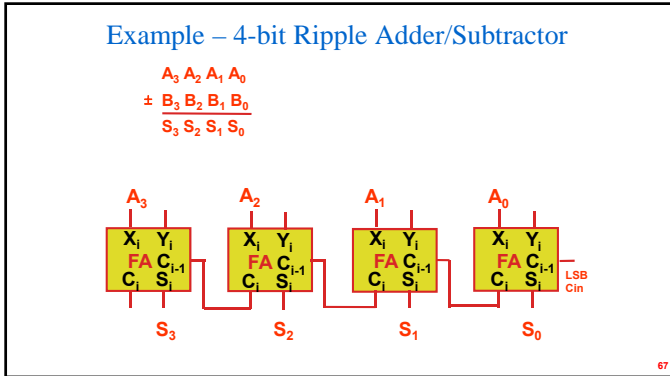 Example – 4-bit Ripple Adder/Subtractor
A3 A2 A1 A0
± B3 B2 B1 B0
S3 S2 S1 S0
A3 A2 A1 A0
Xi Yi Xi Yi Xi Yi Xi Yi
FA Ci-1 FA Ci-1 FA Ci-1 FA Ci-1
Ci Si Ci Si Ci Si Ci Si
LSB
Cin
S3 S2 S1 S0
67